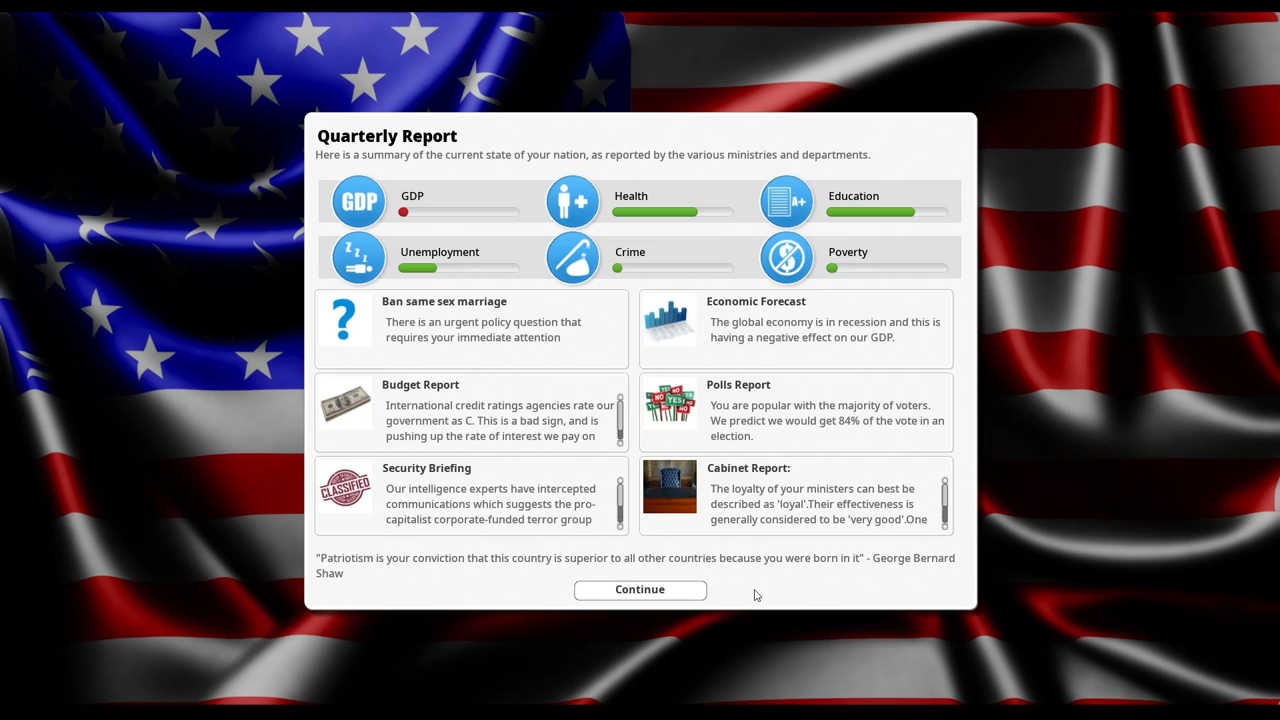 Quarterly Report
Here is a summary of the current state of your nation, as reported by the various ministries and departments.
GDP
GDP
Health
A+
Education
Z Z Z
Unemployment
Crime
$
Poverty
?
Ban same sex marriage
There is an urgent policy question that
requires your immediate attention
Economic Forecast
The global economy is in recession and this is
having a negative effect on our GDP.
Budget Report
International credit ratings agencies rate our
government as C. This is a bad sign, and is
pushing up the rate of interest we pay on
YES NO NO YES NO
Polls Report
You are popular with the majority of voters.
We predict we would get 84% of the vote in an
election.
CLASSIFIED
Security Briefing
Our intelligence experts have intercepted
communications which suggests the pro-
capitalist corporate-funded terror group
Cabinet Report:
The loyalty of your ministers can best be
described as 'loyal'.Their effectiveness is
generally considered to be 'very good'.One
"Patriotism is your conviction that this country is superior to all other countries because you were born in it" - George Bernard
Shaw
Continue